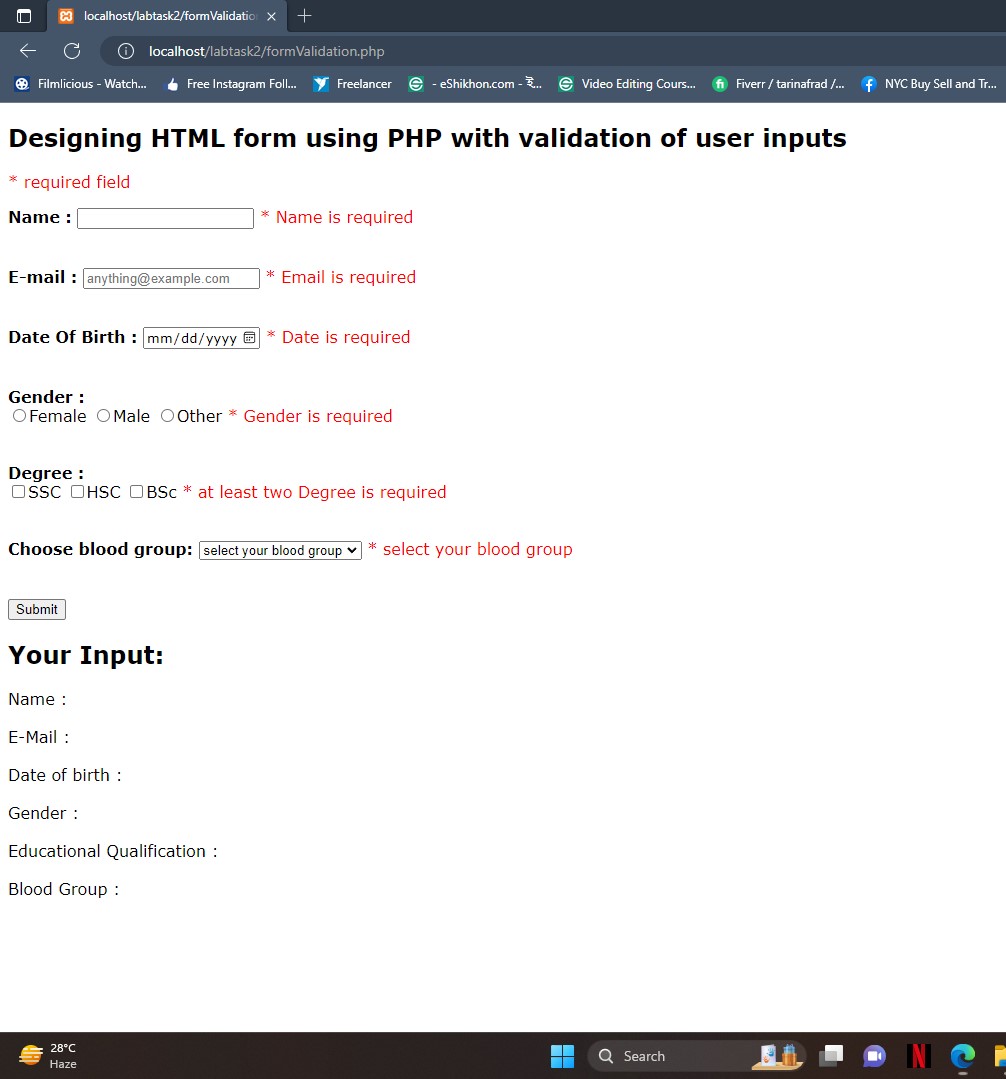 localhost/labtask2/formValidatio
localhost/labtask2/formValidation.php
Filmlicious - Watch... Free Instagram Foll... Freelancer - eShikhon.com - ই... Video Editing Cours... Fiverr / tarinafrad /... NYC Buy Sell and Tr...
Designing HTML form using PHP with validation of user inputs
* required field
Name : * Name is required
E-mail : anything@example.com * Email is required
Date Of Birth : mm/dd/yyyy * Date is required
Gender :
Female Male Other * Gender is required
Degree :
SSC HSC BSc * at least two Degree is required
Choose blood group: select your blood group * select your blood group
Submit
Your Input:
Name :
E-Mail :
Date of birth :
Gender :
Educational Qualification :
Blood Group :
28°C
Haze
Search